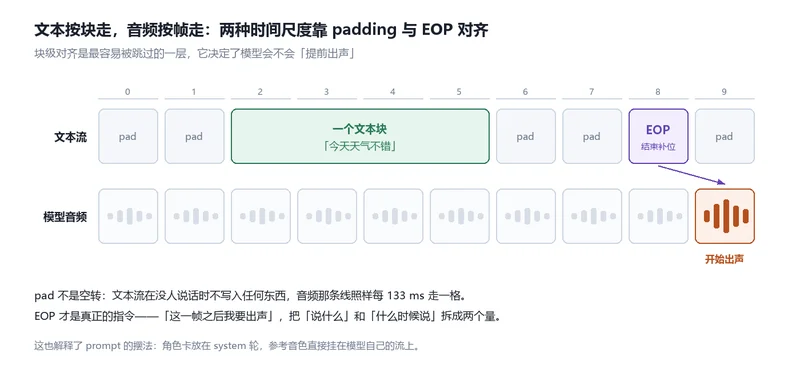 文本按块走，音频按帧走：两种时间尺度靠 padding 与 EOP 对齐
块级对齐是最容易被跳过的一层，它决定了模型会不会「提前出声」
0 1 2 3 4 5 6 7 8 9
文本流 pad pad 一个文本块 pad pad EOP pad
「今天天气不错」 结束补位
模型音频
开始出声
pad 不是空转：文本流在没人说话时不写入任何东西，音频那条线照样每 133 ms 走一格。
EOP 才是真正的指令——「这一帧之后我要出声」，把「说什么」和「什么时候说」拆成两个量。
这也解释了 prompt 的摆法：角色卡放在 system 轮，参考音色直接挂在模型自己的流上。